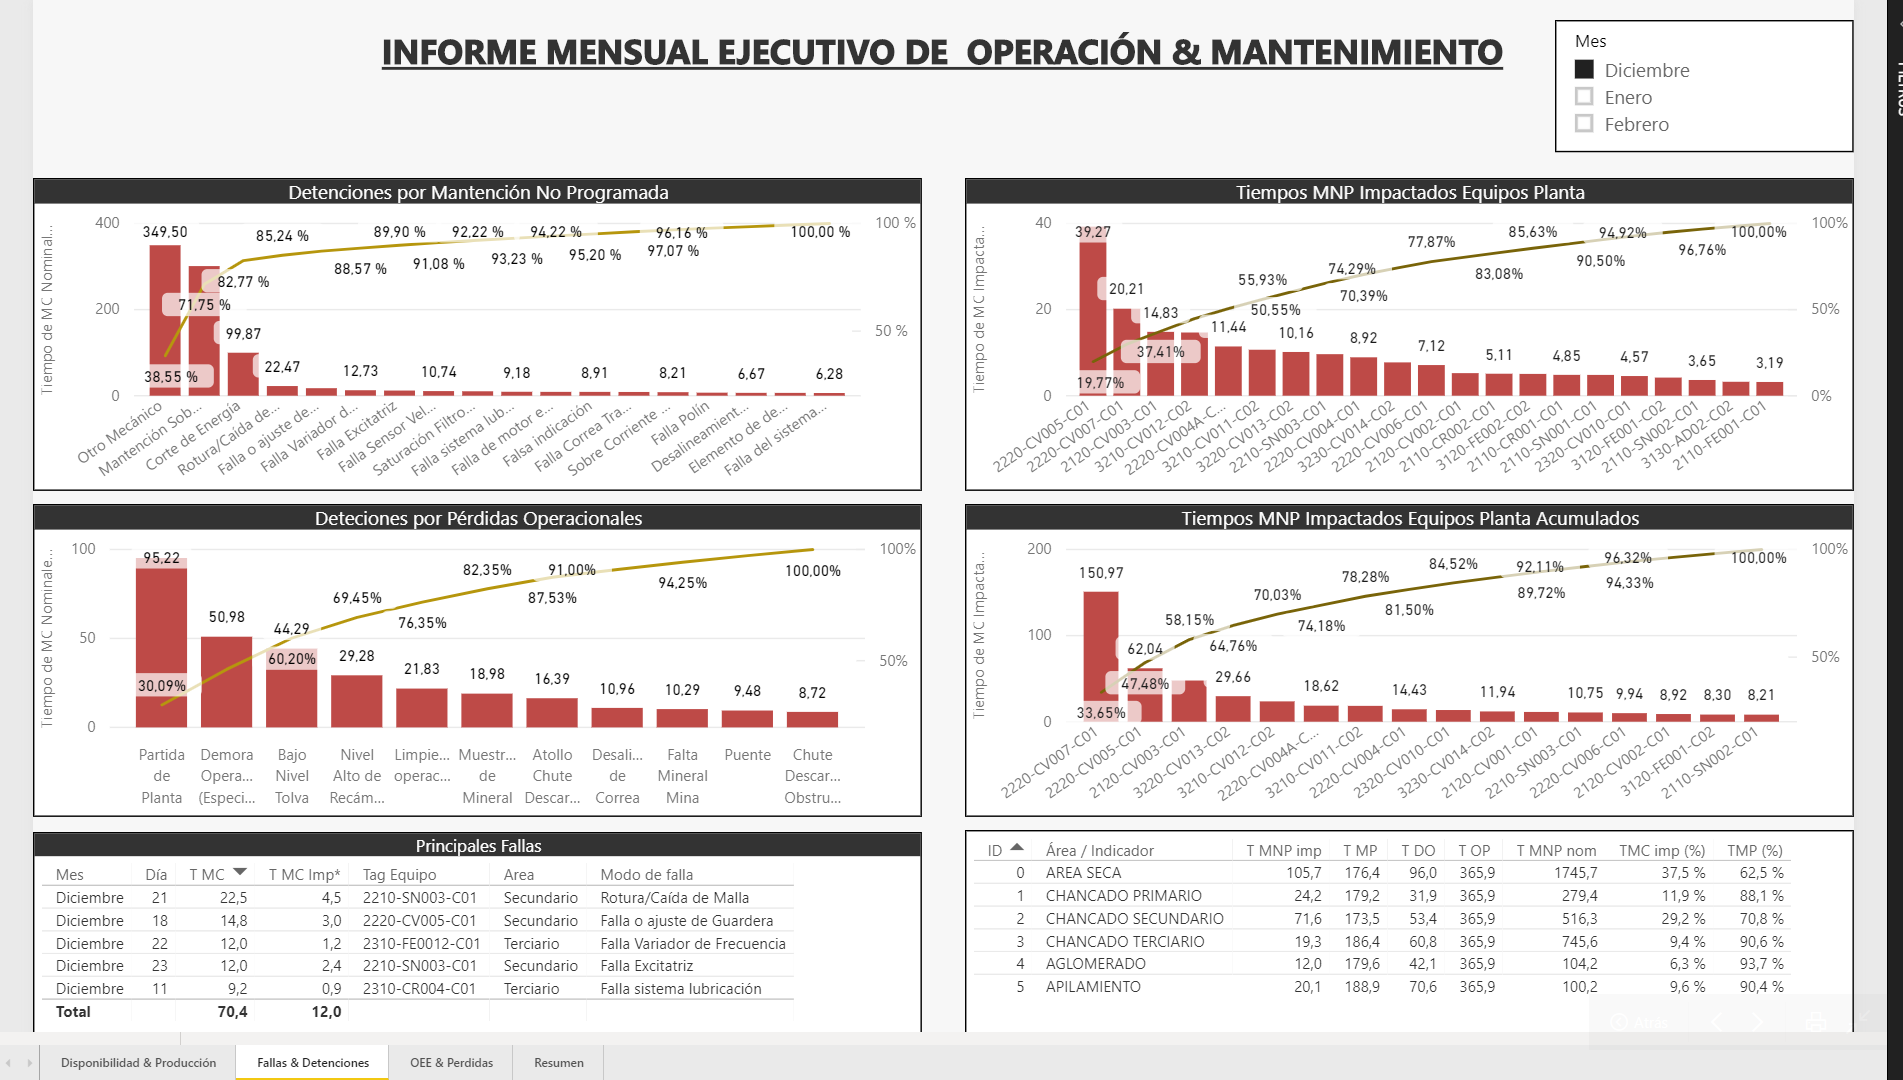 INFORME MENSUAL EJECUTIVO DE  OPERACIÓN & MANTENIMIENTO
Mes
Diciembre
Enero
Febrero
Detenciones por Mantención No Programada
Tiempo de MC Nominal...
400
200
0
100 %
50 %
349,50
99,87
22,47
12,73
10,74
9,18
8,91
8,21
6,67
6,28
38,55 %
71,75 %
82,77 %
85,24 %
88,57 %
89,90 %
91,08 %
92,22 %
93,23 %
94,22 %
95,20 %
96,16 %
97,07 %
100,00 %
Otro Mecánico
Mantención Sob...
Corte de Energía
Rotura/Caída de...
Falla o ajuste de...
Falla Variador d...
Falla Excitatriz
Falla Sensor Vel...
Saturación Filtro...
Falla sistema lub...
Falla de motor e...
Falsa indicación
Falla Correa Tra...
Sobre Corriente ...
Falla Polín
Desalineamient...
Elemento de de...
Falla del sistema...
Tiempos MNP Impactados Equipos Planta
Tiempo de MC Impacta...
40
20
0
100%
50%
0%
39,27
20,21
14,83
11,44
10,16
8,92
7,12
5,11
4,85
4,57
3,65
3,19
19,77%
37,41%
50,55%
55,93%
70,39%
74,29%
77,87%
83,08%
85,63%
90,50%
94,92%
96,76%
100,00%
2220-CV005-C01
2220-CV007-C01
2120-CV003-C01
3210-CV012-C02
2220-CV004A-C...
3210-CV011-C02
3220-CV013-C02
2210-SN003-C01
2220-CV004-C01
3230-CV014-C02
2220-CV006-C01
2120-CV002-C01
2110-CR002-C01
3120-FE002-C02
2110-CR001-C01
2110-SN001-C01
2320-CV010-C01
3120-FE001-C02
2110-SN002-C01
3130-AD02-C02
2110-FE001-C01
Deteciones por Pérdidas Operacionales
Tiempo de MC Nominale...
100
50
0
100%
50%
95,22
50,98
44,29
29,28
21,83
18,98
16,39
10,96
10,29
9,48
8,72
30,09%
60,20%
69,45%
76,35%
82,35%
87,53%
91,00%
94,25%
100,00%
Partida de Planta
Demora Opera... (Especi...
Bajo Nivel Tolva
Nivel Alto de Recám...
Limpie... operac...
Muestr... de Mineral
Atollo Chute Descar...
Desali... de Correa
Falta Mineral Mina
Puente
Chute Descar... Obstru...
Tiempos MNP Impactados Equipos Planta Acumulados
Tiempo de MC Impacta...
200
100
0
100%
50%
150,97
62,04
29,66
18,62
14,43
11,94
10,75
9,94
8,92
8,30
8,21
33,65%
47,48%
58,15%
64,76%
70,03%
74,18%
78,28%
81,50%
84,52%
89,72%
92,11%
94,33%
96,32%
100,00%
2220-CV007-C01
2220-CV005-C01
2120-CV003-C01
3220-CV013-C02
3210-CV012-C02
2220-CV004A-C...
3210-CV011-C02
2220-CV004-C01
2320-CV010-C01
3230-CV014-C02
2120-CV001-C01
2210-SN003-C01
2220-CV006-C01
2120-CV002-C01
3120-FE001-C02
2110-SN002-C01
Principales Fallas
Mes Día T MC T MC Imp* Tag Equipo Area Modo de falla
Diciembre 21 22,5 4,5 2210-SN003-C01 Secundario Rotura/Caída de Malla
Diciembre 18 14,8 3,0 2220-CV005-C01 Secundario Falla o ajuste de Guardera
Diciembre 22 12,0 1,2 2310-FE0012-C01 Terciario Falla Variador de Frecuencia
Diciembre 23 12,0 2,4 2210-SN003-C01 Secundario Falla Excitatriz
Diciembre 11 9,2 0,9 2310-CR004-C01 Terciario Falla sistema lubricación
Total 70,4 12,0
ID Área / Indicador T MNP imp T MP T DO T OP T MNP nom TMC imp (%) TMP (%)
0 AREA SECA 105,7 176,4 96,0 365,9 1745,7 37,5 % 62,5 %
1 CHANCADO PRIMARIO 24,2 179,2 31,9 365,9 279,4 11,9 % 88,1 %
2 CHANCADO SECUNDARIO 71,6 173,5 53,4 365,9 516,3 29,2 % 70,8 %
3 CHANCADO TERCIARIO 19,3 186,4 60,8 365,9 745,6 9,4 % 90,6 %
4 AGLOMERADO 12,0 179,6 42,1 365,9 104,2 6,3 % 93,7 %
5 APILAMIENTO 20,1 188,9 70,6 365,9 100,2 9,6 % 90,4 %
Atrás
Disponibilidad & Producción
Fallas & Detenciones
OEE & Perdidas
Resumen